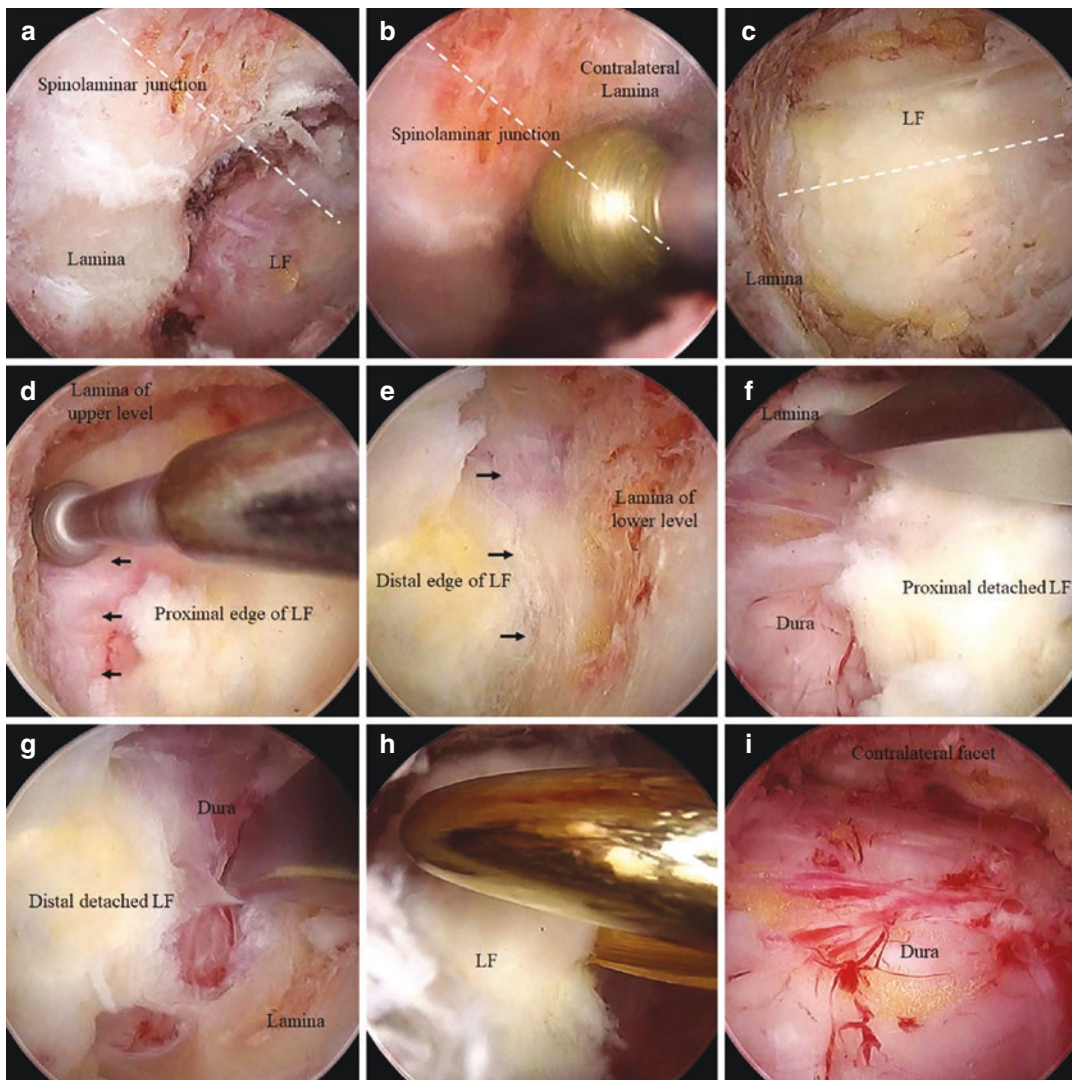 a
Spinolaminar junction
Lamina
LF
b
Contralateral
Lamina
Spinolaminar junction
c
LF
Lamina
d
Lamina of
upper level
Proximal edge of LF
e
Lamina of
lower level
Distal edge of LF
f
Lamina
Proximal detached LF
Dura
g
Dura
Distal detached LF
Lamina
h
LF
i
Contralateral facet
Dura